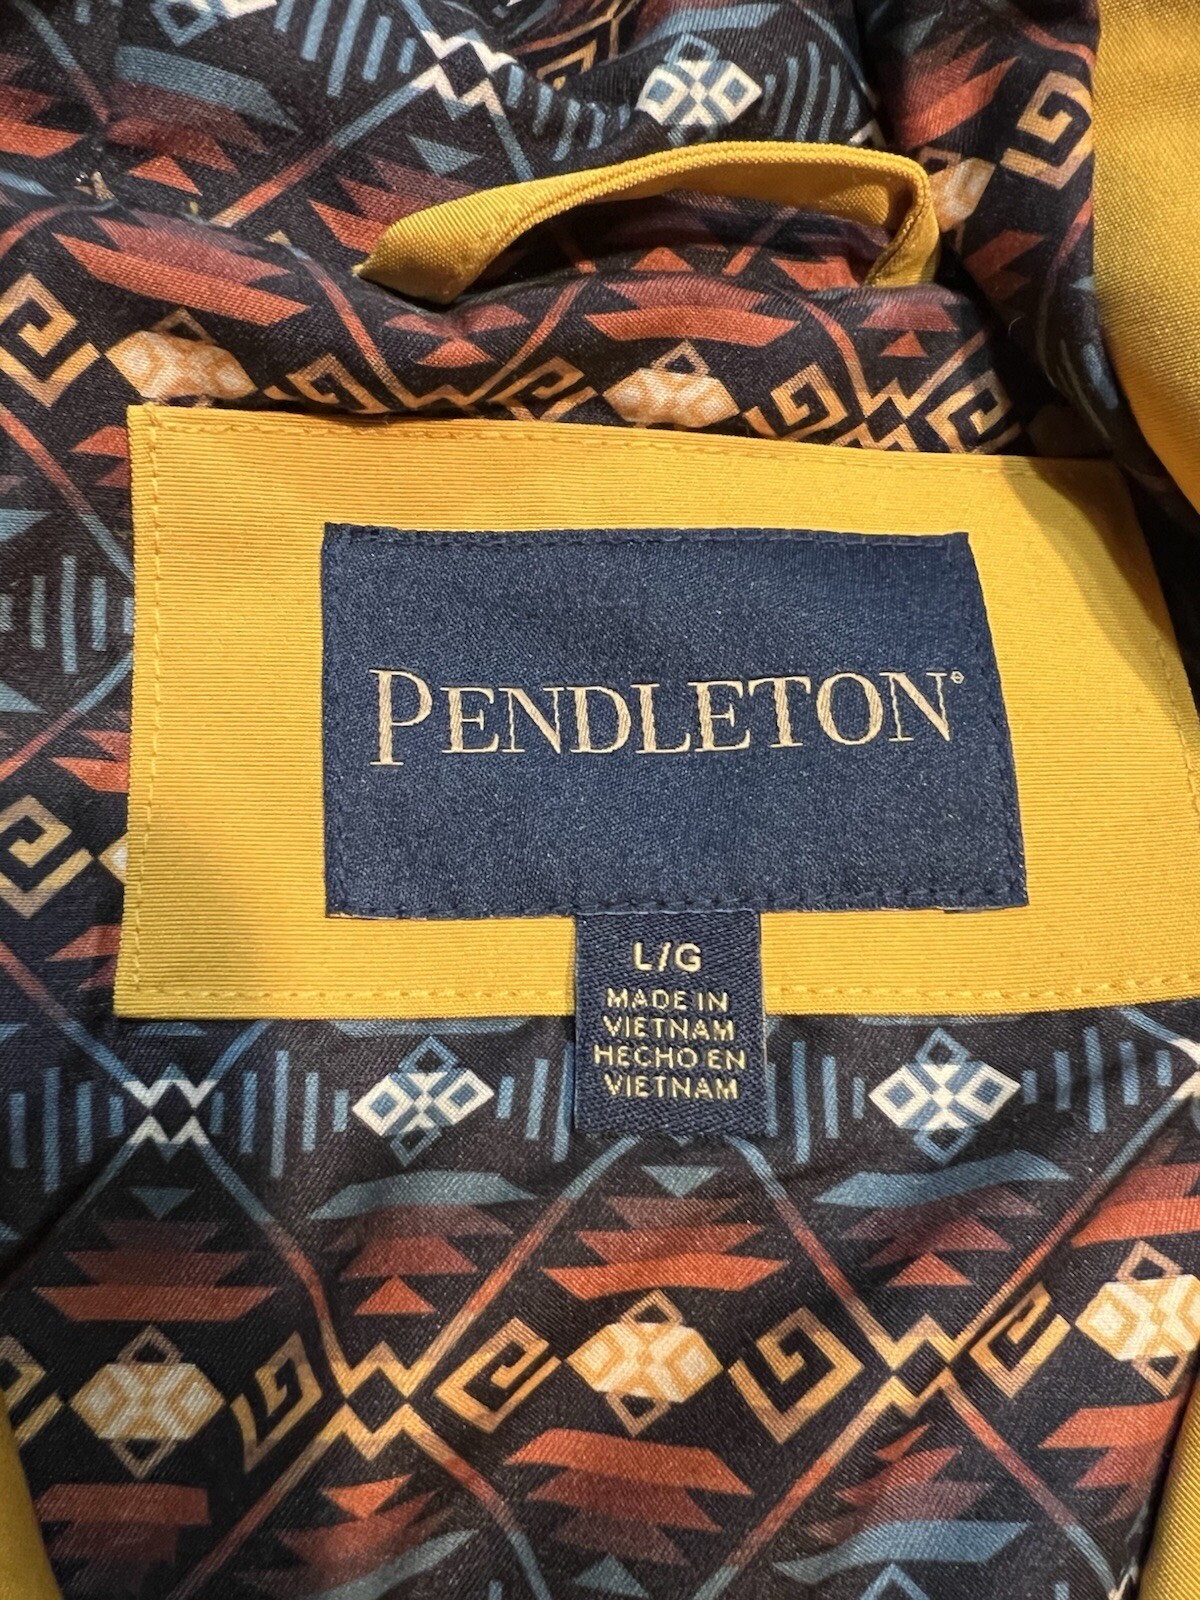 PENDLETON®
L/G
MADE IN
VIETNAM
HECHO EN
VIETNAM